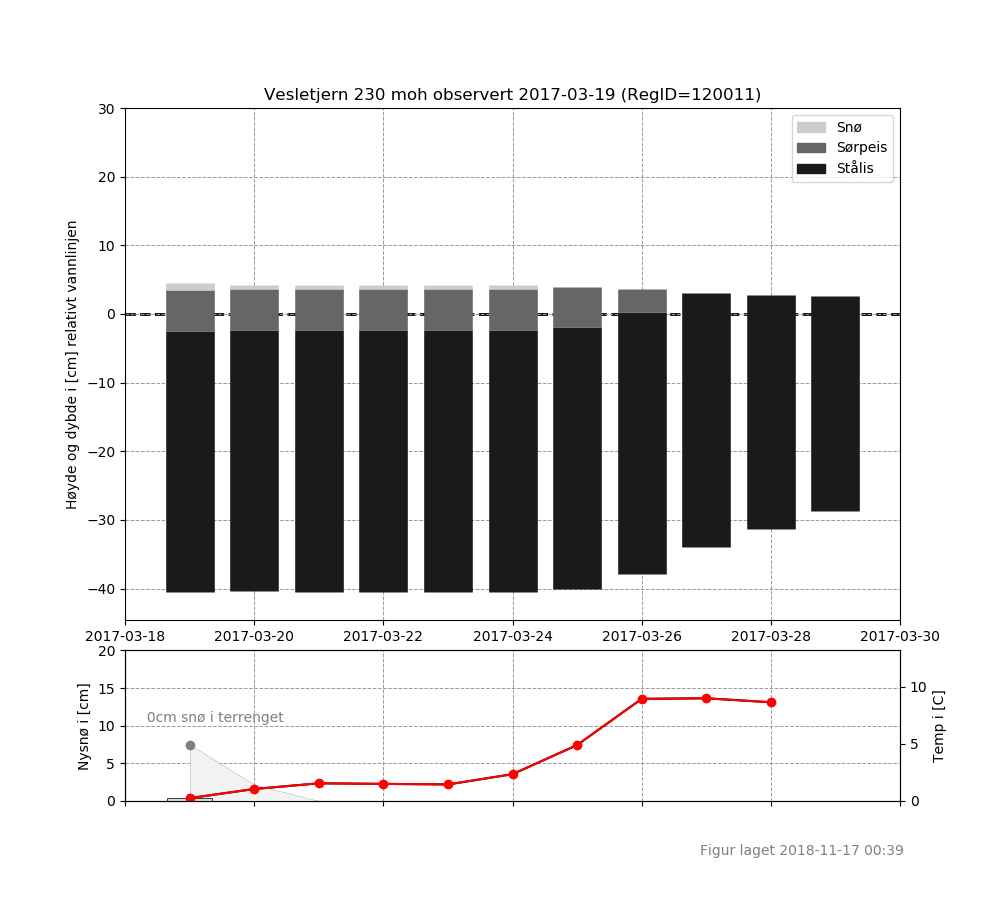 Vesletjern 230 moh observert 2017-03-19 (RegID=120011)
30
20
10
0
−10
−20
−30
−40
Høyde og dybde i [cm] relativt vannlinjen
Snø
Sørpeis
Stålis
2017-03-18 2017-03-20 2017-03-22 2017-03-24 2017-03-26 2017-03-28 2017-03-30
20
15
10
5
0
Nysnø i [cm]
0cm snø i terrenget
10
5
0
Temp i [C]
Figur laget 2018-11-17 00:39